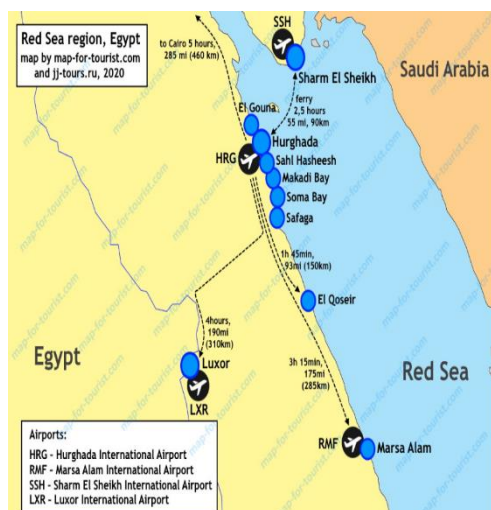 Red Sea region, Egypt
map by map-for-tourist.com
and jj-tours.ru, 2020
to Cairo 5 hours,
285 mi (460 km)
SSH
Sharm El Sheikh
Saudi Arabia
El Gouna
ferry
2,5 hours
55 mi, 90km
Hurghada
HRG
Sahl Hasheesh
Makadi Bay
Soma Bay
Safaga
1h 45min,
93mi (150km)
El Qoseir
4hours,
190mi
(310km)
Egypt
Luxor
LXR
3h 15min,
175mi
(285km)
Red Sea
RMF
Marsa Alam
Airports:
HRG - Hurghada International Airport
RMF - Marsa Alam International Airport
SSH - Sharm El Sheikh International Airport
LXR - Luxor International Airport
map-for-tourist.com